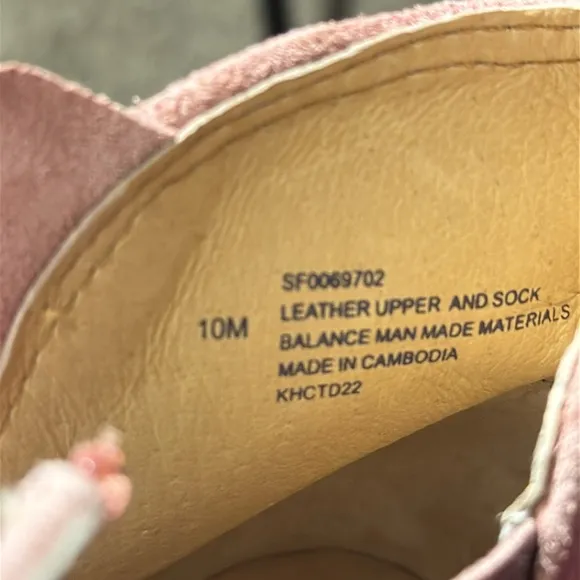 SF0069702
10M
LEATHER UPPER AND SOCK
BALANCE MAN MADE MATERIALS
MADE IN CAMBODIA
KHCTD22